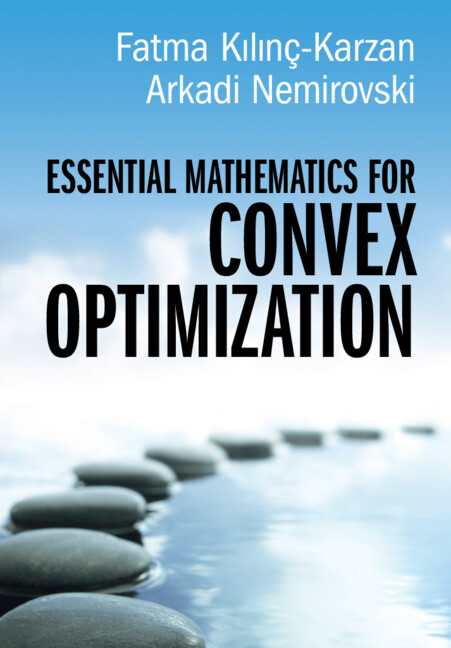 Fatma Kılınç-Karzan
Arkadi Nemirovski
ESSENTIAL MATHEMATICS FOR
CONVEX
OPTIMIZATION